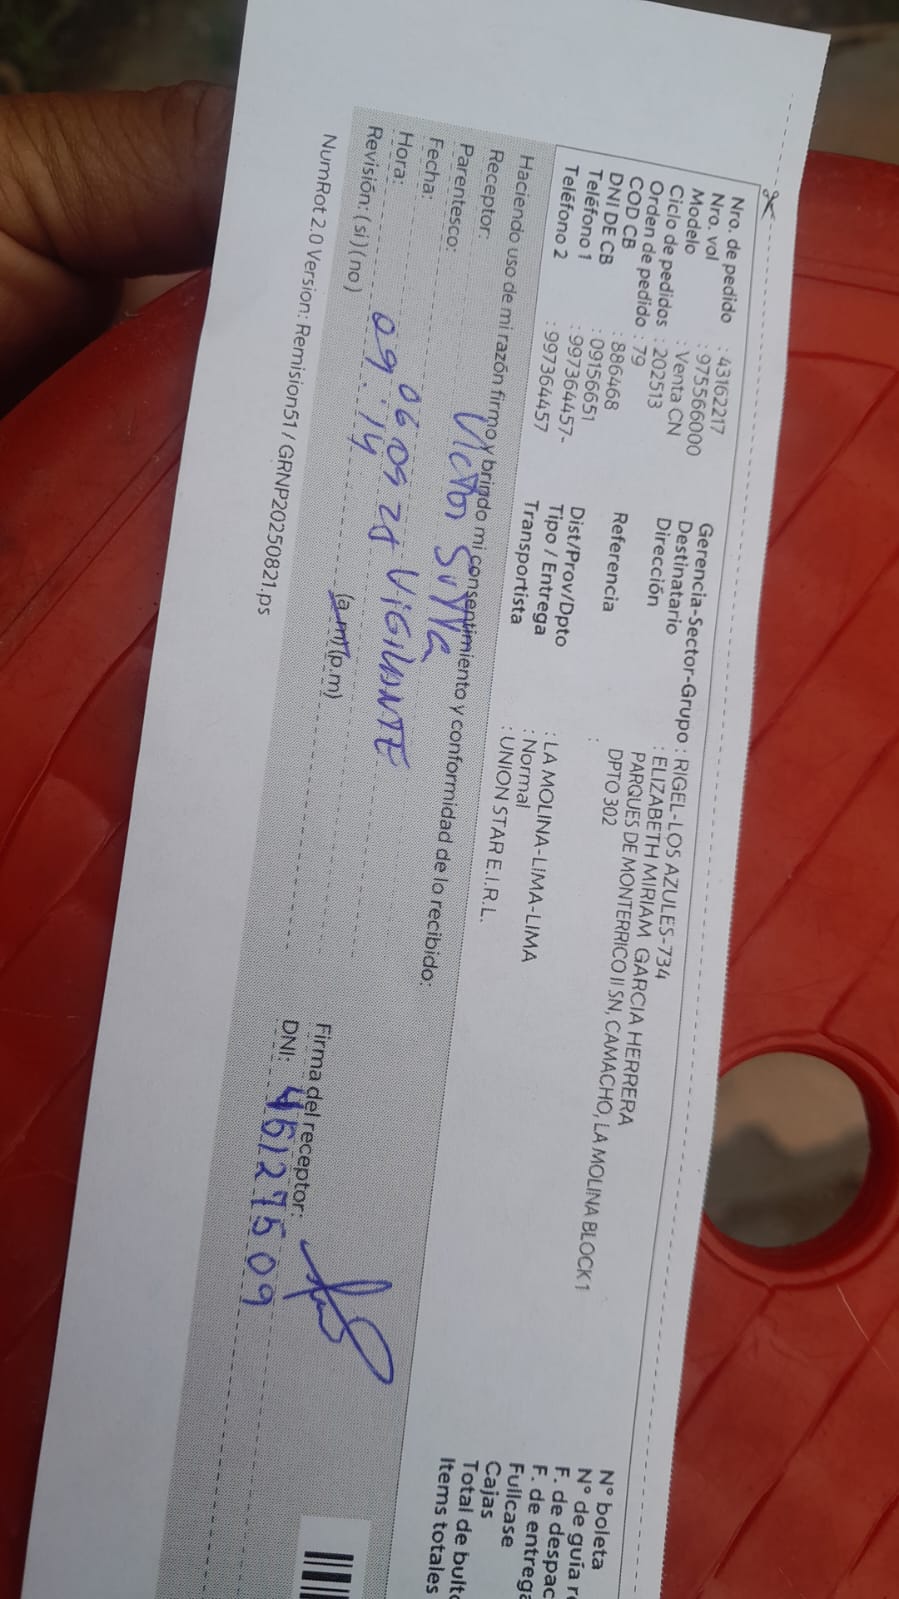 Nro. de pedido : 43162217
Nro. vol : 975566000
Modelo : Venta CN
Ciclo de pedidos : 202513
Orden de pedido : 79
COD CB : 886468
DNI DE CB : 09156651
Teléfono 1 : 997364457-
Teléfono 2 : 997364457
Gerencia-Sector-Grupo : RIGEL-LOS AZULES-734
Destinatario : ELIZABETH MIRIAM GARCIA HERRERA
Dirección PARQUES DE MONTERRICO II SN, CAMACHO, LA MOLINA BLOCK 1
DPTO 302
Referencia :
Dist/Prov/Dpto : LA MOLINA-LIMA-LIMA
Tipo / Entrega : Normal
Transportista : UNION STAR E.I.R.L.
Nº boleta
Nº de guía r
F. de despac
F. de entrega
Fullcase
Cajas
Total de bulto
Items totales
Haciendo uso de mi razón firmo y brindo mi consentimiento y conformidad de lo recibido:
Receptor: Victor
Parentesco: VIGILANTE
Fecha: 06 09
Hora: 09:14 (a.m) (p.m)
Revisión: (si) (no)
Firma del receptor:
DNI: 46127509
NumRot 2.0 Version: Remision51 / GRNP20250821.ps